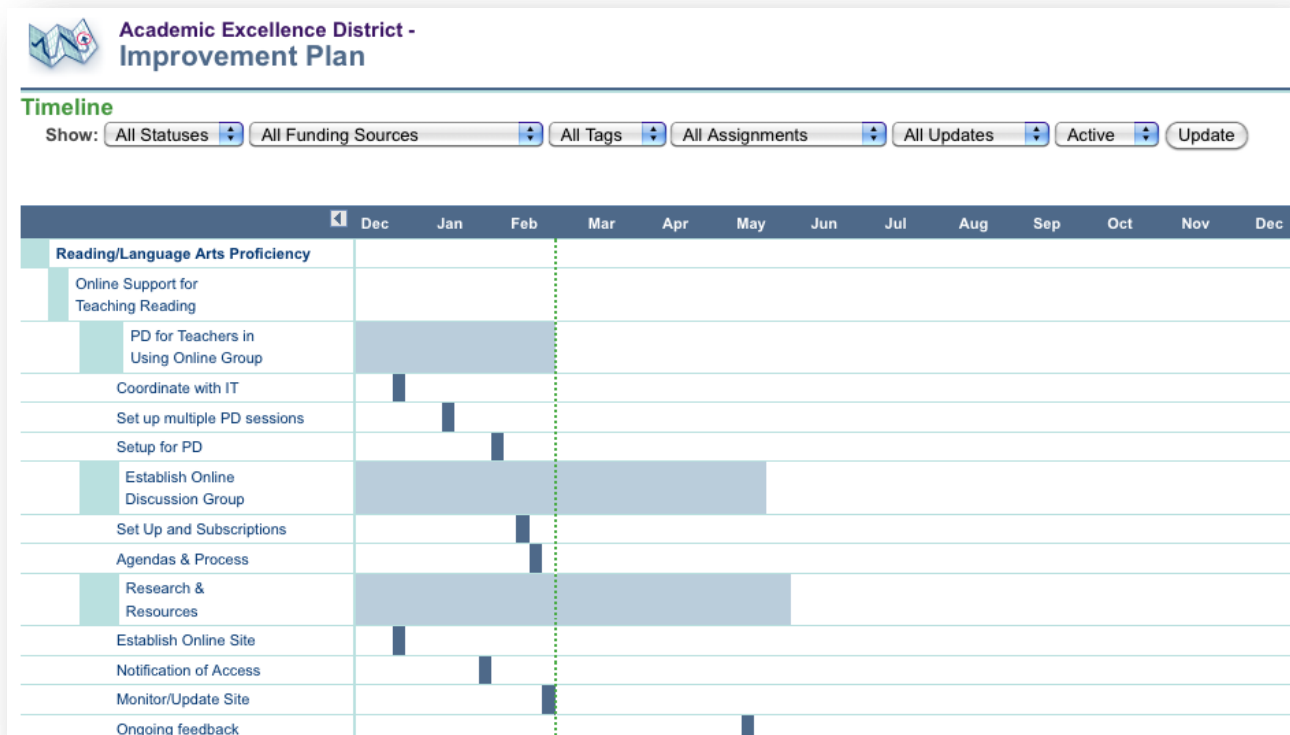 Academic Excellence District -
Improvement Plan
Timeline
Show: All Statuses All Funding Sources All Tags All Assignments All Updates Active Update
Dec Jan Feb Mar Apr May Jun Jul Aug Sep Oct Nov Dec
Reading/Language Arts Proficiency
Online Support for
Teaching Reading
PD for Teachers in
Using Online Group
Coordinate with IT
Set up multiple PD sessions
Setup for PD
Establish Online
Discussion Group
Set Up and Subscriptions
Agendas & Process
Research &
Resources
Establish Online Site
Notification of Access
Monitor/Update Site
Ongoing feedback